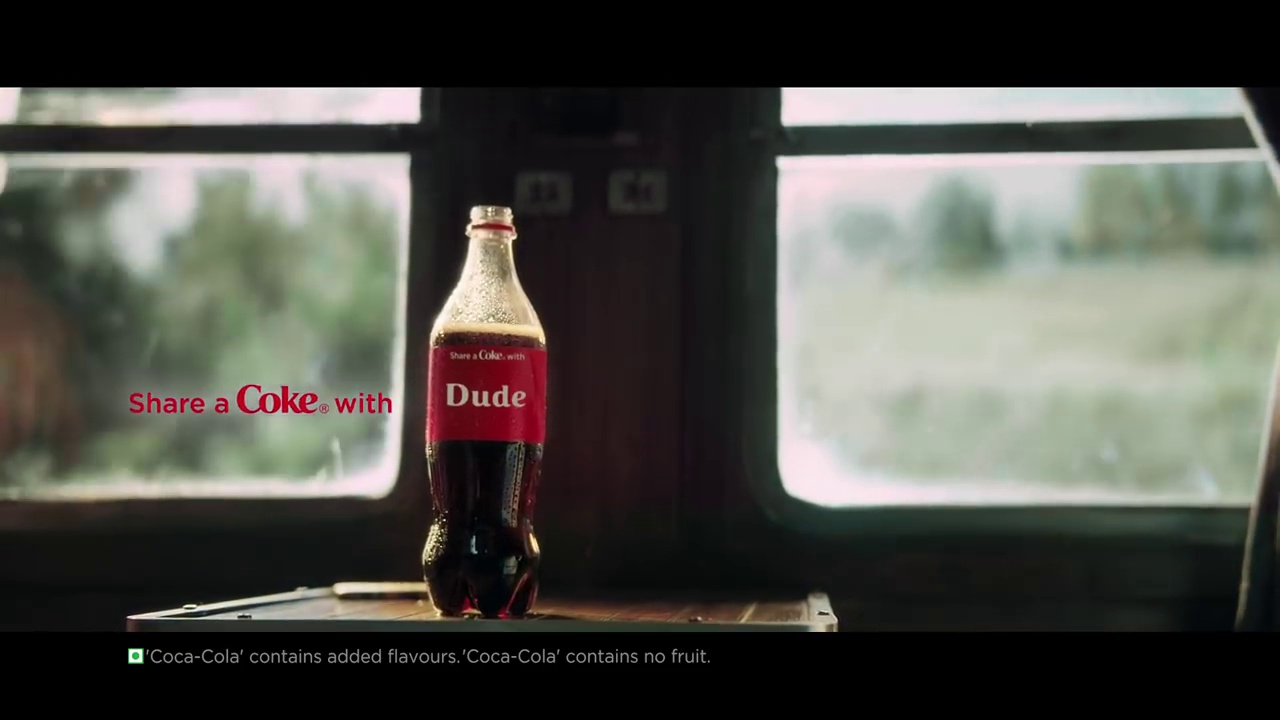 Share a Coke® with
Dude
Share a Coke® with
'Coca-Cola' contains added flavours.'Coca-Cola' contains no fruit.